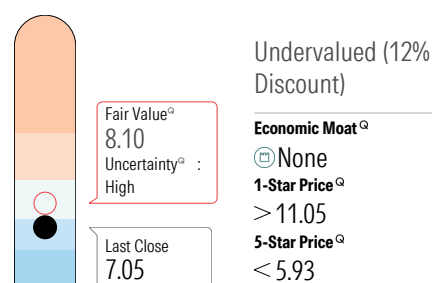 Fair Value Q
8.10
Uncertainty Q :
High
Last Close
7.05
Undervalued (12%
Discount)
Economic Moat Q
None
1-Star Price Q
>11.05
5-Star Price Q
<5.93